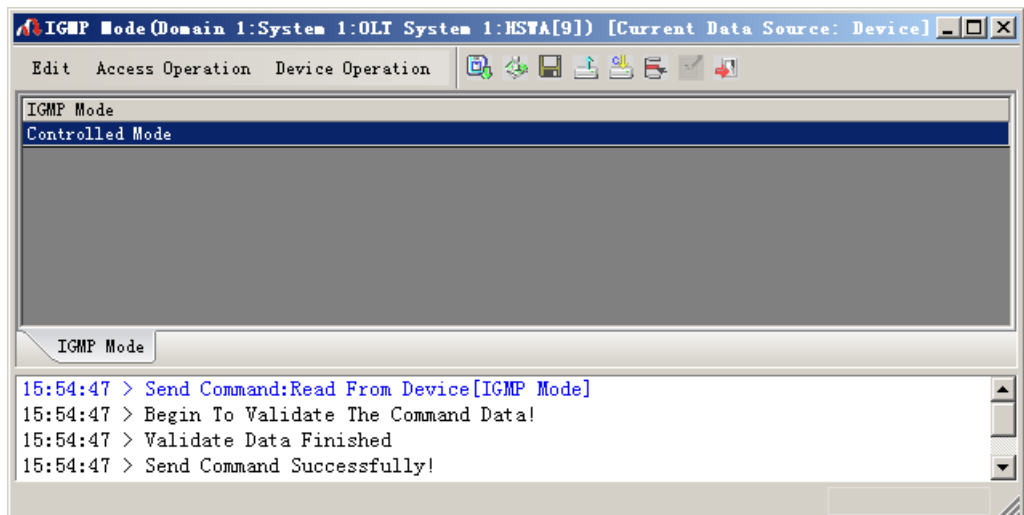 IGMP Mode(Domain 1:System 1:OLT System 1:HSWA[9]) [Current Data Source: Device]
Edit Access Operation Device Operation
IGMP Mode
Controlled Mode
IGMP Mode
15:54:47 > Send Command:Read From Device[IGMP Mode]
15:54:47 > Begin To Validate The Command Data!
15:54:47 > Validate Data Finished
15:54:47 > Send Command Successfully!